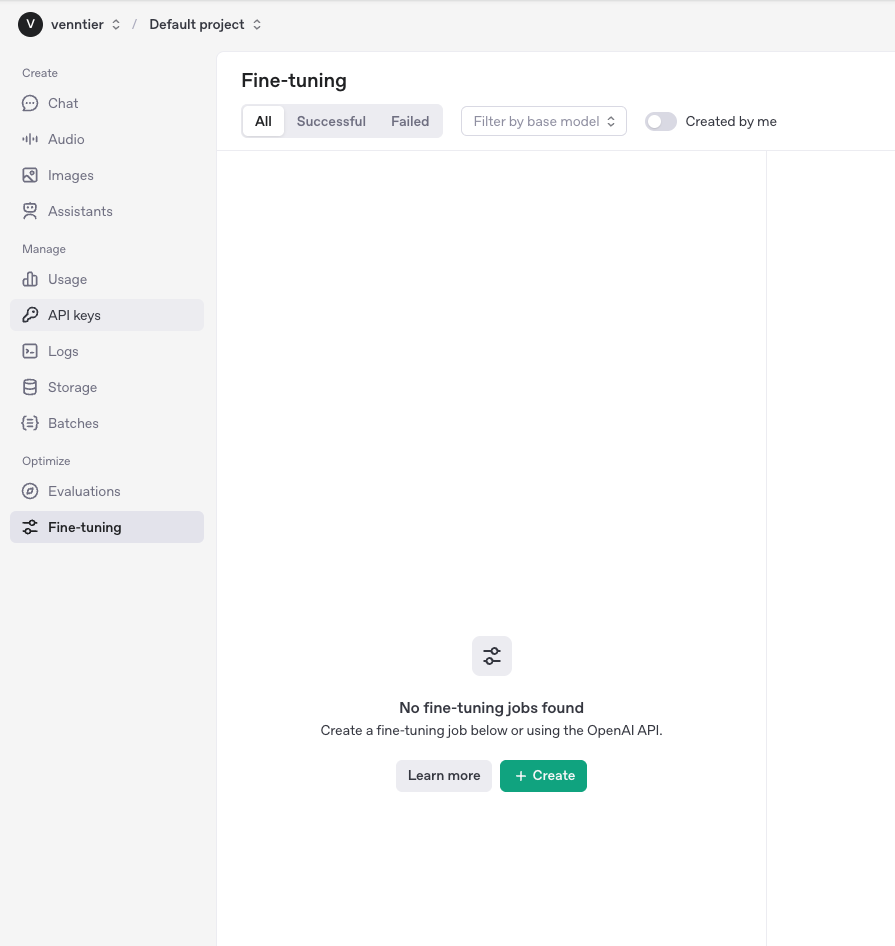 V venntier / Default project
Create
Chat
Audio
Images
Assistants
Manage
Usage
API keys
Logs
Storage
Batches
Optimize
Evaluations
Fine-tuning
Fine-tuning
All Successful Failed Filter by base model Created by me
No fine-tuning jobs found
Create a fine-tuning job below or using the OpenAI API.
Learn more + Create